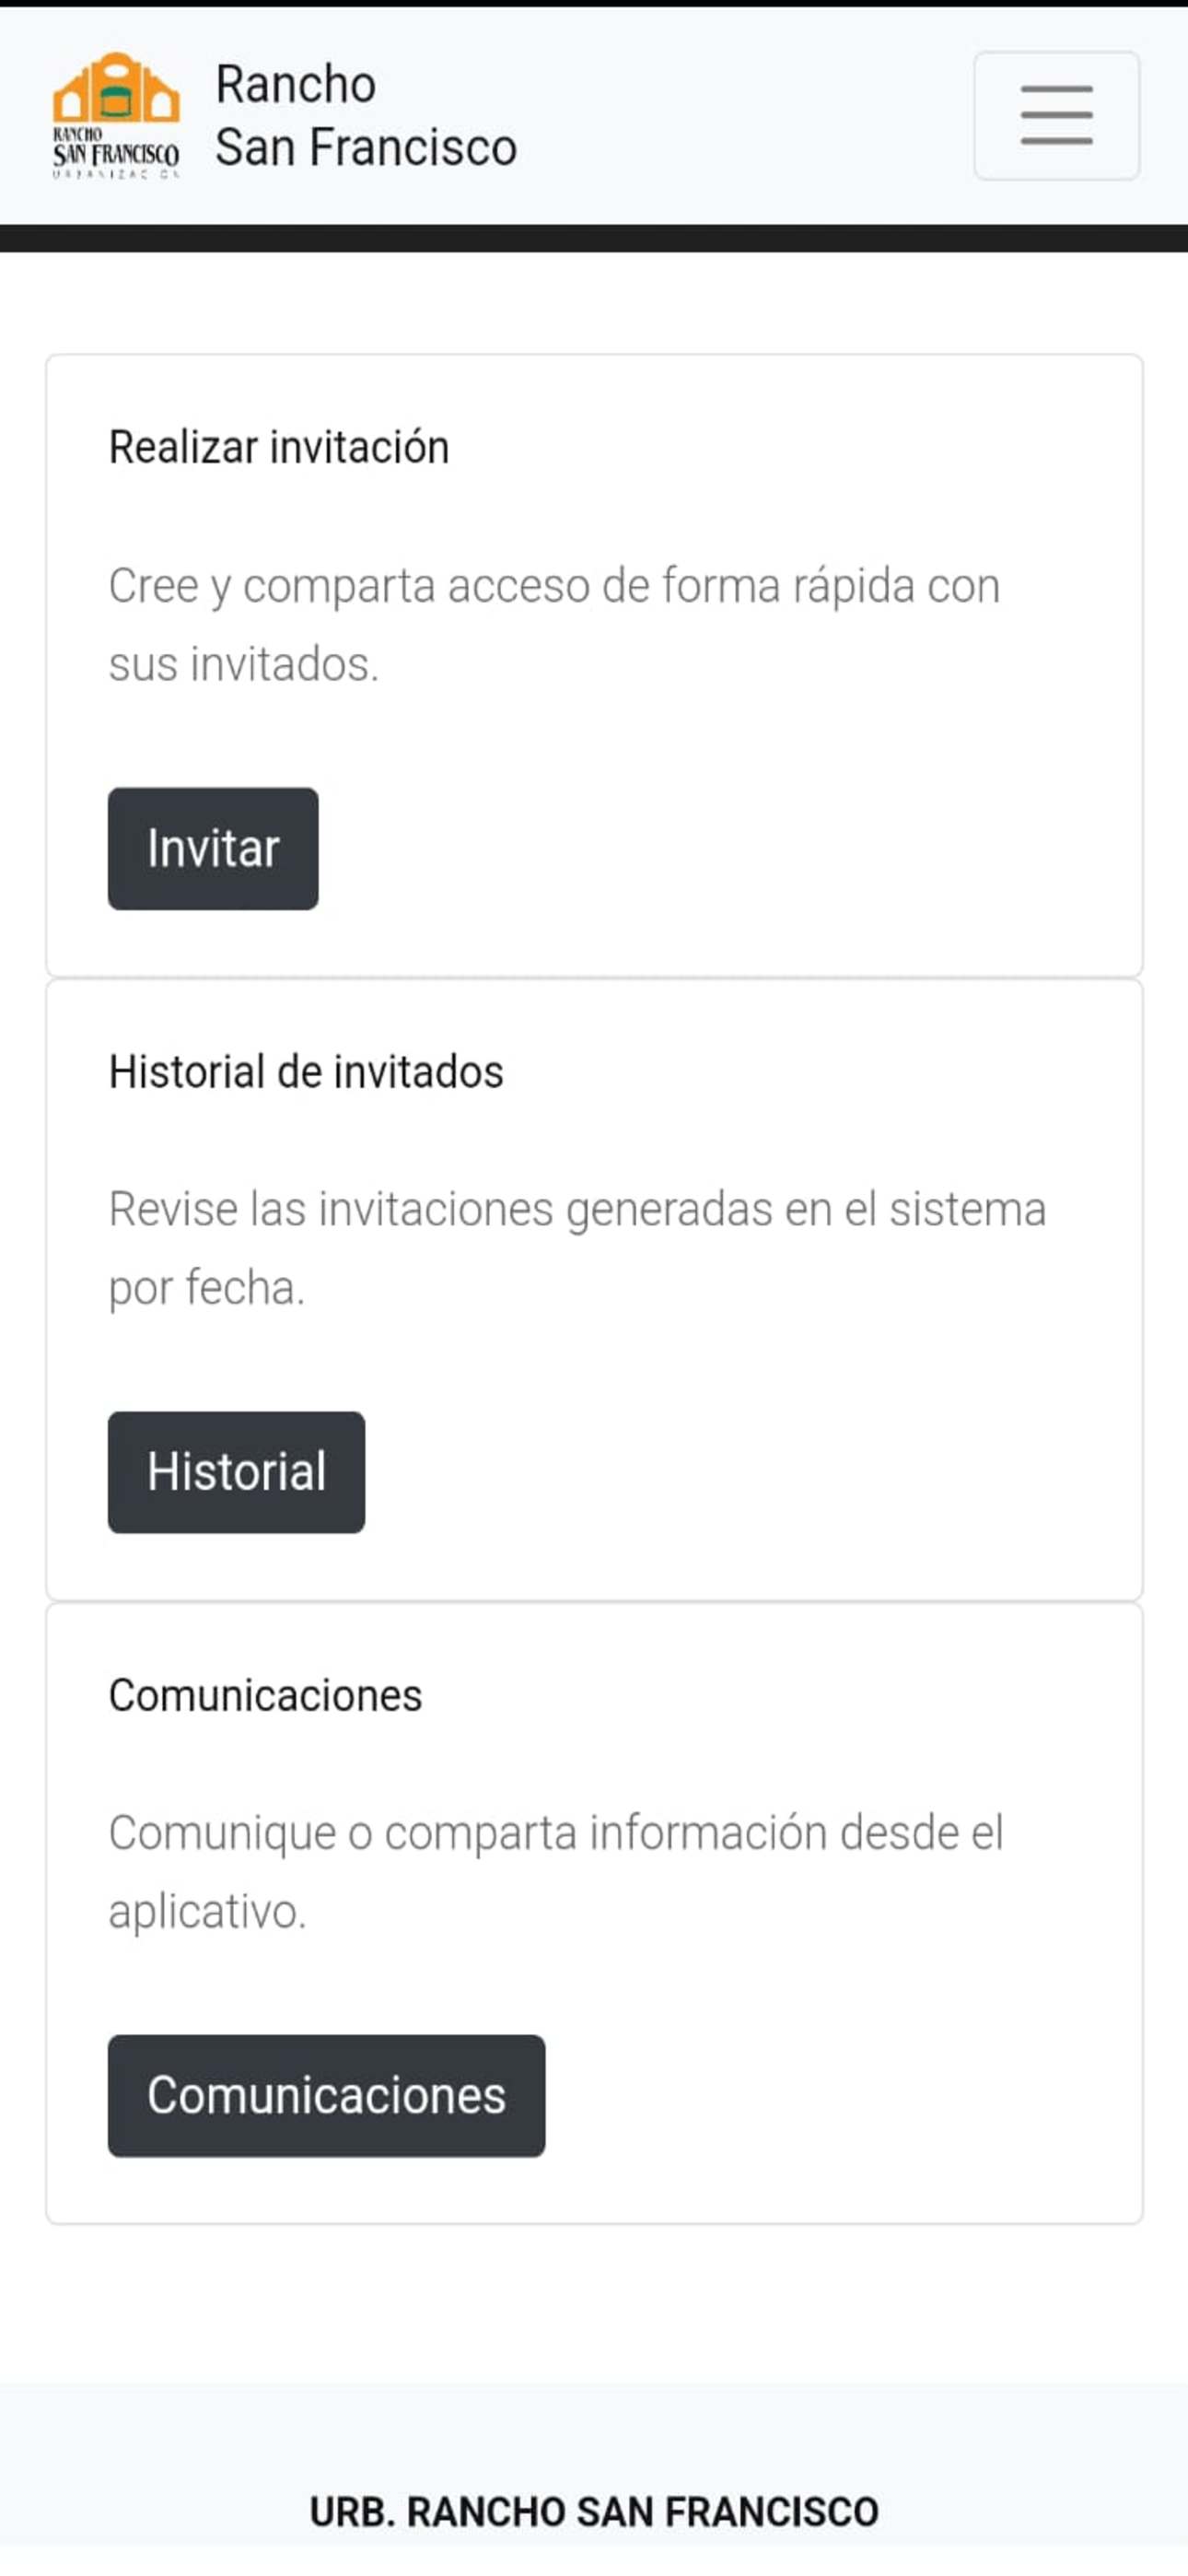 RANCHO
SAN FRANCISCO
URBANIZACION
Rancho
San Francisco
Realizar invitación
Cree y comparta acceso de forma rápida con
sus invitados.
Invitar
Historial de invitados
Revise las invitaciones generadas en el sistema
por fecha.
Historial
Comunicaciones
Comunique o comparta información desde el
aplicativo.
Comunicaciones
URB. RANCHO SAN FRANCISCO